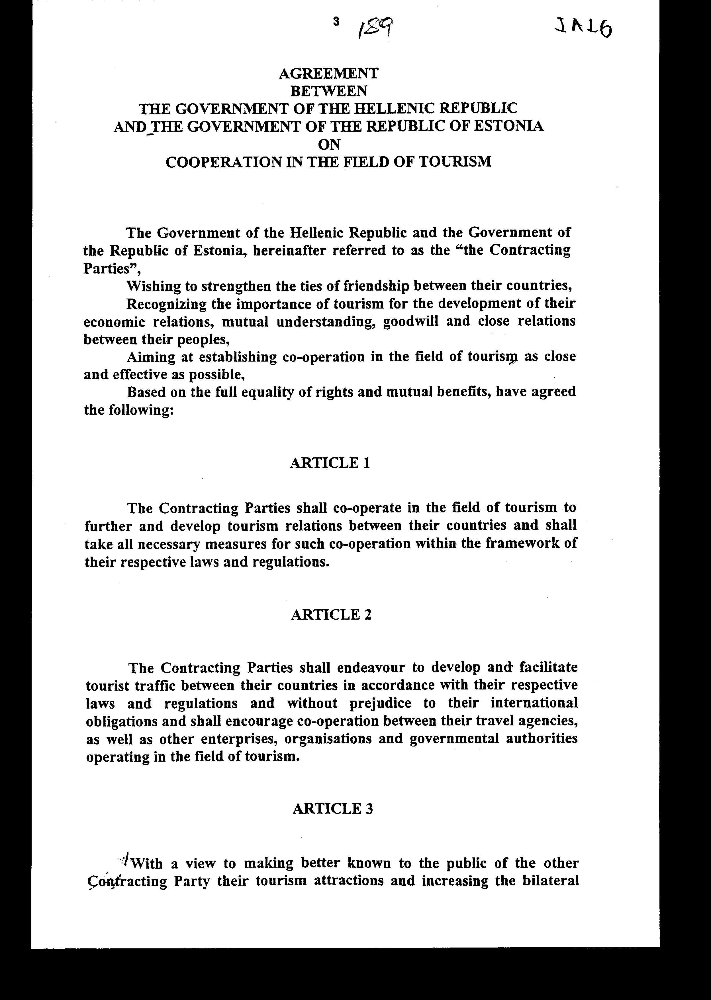 3 189
AGREEMENT
BETWEEN
THE GOVERNMENT OF THE HELLENIC REPUBLIC
AND THE GOVERNMENT OF THE REPUBLIC OF ESTONIA
ON
COOPERATION IN THE FIELD OF TOURISM
The Government of the Hellenic Republic and the Government of
the Republic of Estonia, hereinafter referred to as the “the Contracting
Parties”,
Wishing to strengthen the ties of friendship between their countries,
Recognizing the importance of tourism for the development of their
economic relations, mutual understanding, goodwill and close relations
between their peoples,
Aiming at establishing co-operation in the field of tourism as close
and effective as possible,
Based on the full equality of rights and mutual benefits, have agreed
the following:
ARTICLE 1
The Contracting Parties shall co-operate in the field of tourism to
further and develop tourism relations between their countries and shall
take all necessary measures for such co-operation within the framework of
their respective laws and regulations.
ARTICLE 2
The Contracting Parties shall endeavour to develop and facilitate
tourist traffic between their countries in accordance with their respective
laws and regulations and without prejudice to their international
obligations and shall encourage co-operation between their travel agencies,
as well as other enterprises, organisations and governmental authorities
operating in the field of tourism.
ARTICLE 3
With a view to making better known to the public of the other
Contracting Party their tourism attractions and increasing the bilateral